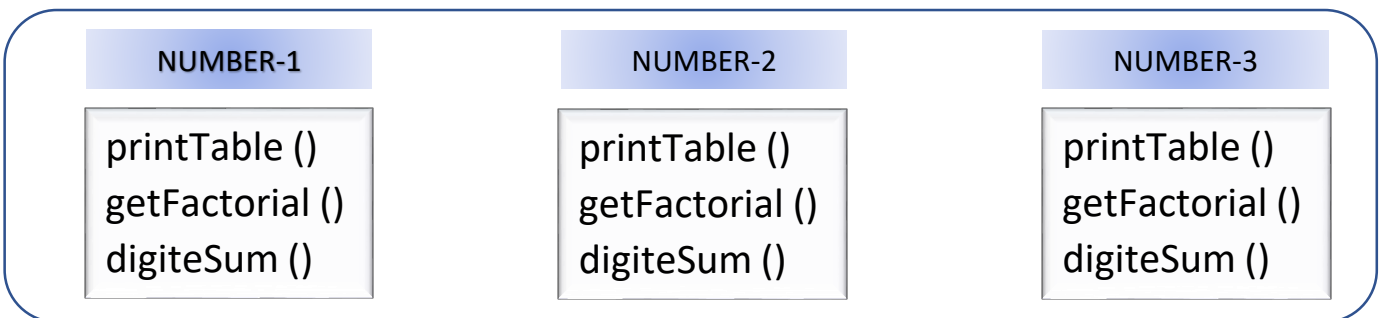 NUMBER-1
printTable ()
getFactorial ()
digiteSum ()
NUMBER-2
printTable ()
getFactorial ()
digiteSum ()
NUMBER-3
printTable ()
getFactorial ()
digiteSum ()